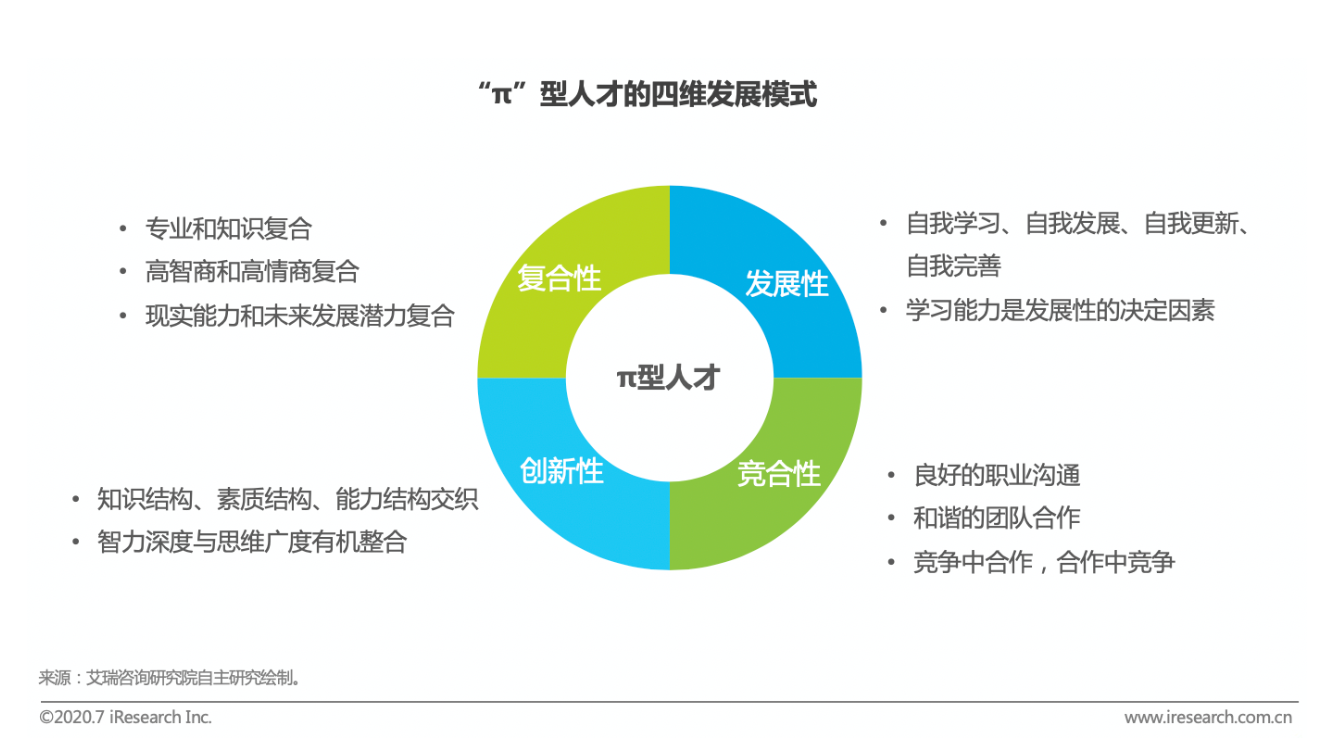 “π”型人才的四维发展模式
• 专业和知识复合
• 高智商和高情商复合
• 现实能力和未来发展潜力复合
复合性
发展性
• 自我学习、自我发展、自我更新、
自我完善
• 学习能力是发展性的决定因素
π型人才
创新性
竞合性
• 知识结构、素质结构、能力结构交织
• 智力深度与思维广度有机整合
• 良好的职业沟通
• 和谐的团队合作
• 竞争中合作，合作中竞争
来源：艾瑞咨询研究院自主研究绘制。
©2020.7 iResearch Inc.
www.iresearch.com.cn